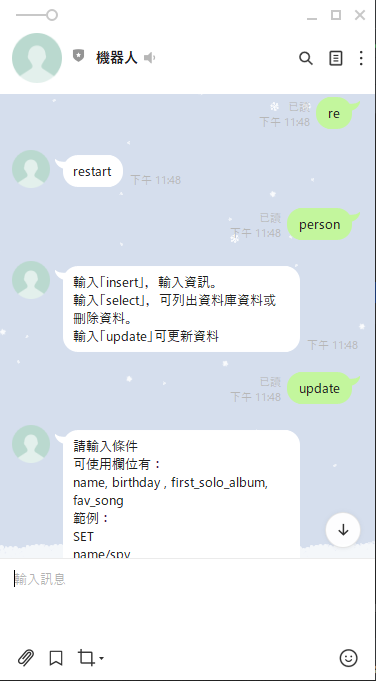 機器人
已讀
下午 11:48
re
restart
下午 11:48
已讀
下午 11:48
person
輸入「insert」，輸入資訊。
輸入「select」，可列出資料庫資料或
刪除資料。
輸入「update」可更新資料
下午 11:48
已讀
下午 11:48
update
請輸入條件
可使用欄位有：
name, birthday , first_solo_album,
fav_song
範例：
SET
name/spy
輸入訊息